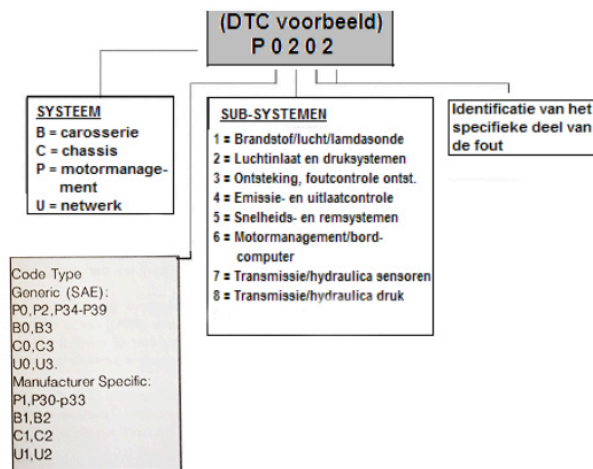 (DTC voorbeeld)
P 0 2 0 2
SYSTEEM
B = carosserie
C = chassis
P = motormanage-
ment
U = netwerk
SUB-SYSTEMEN
1 = Brandstof/lucht/lamdasonde
2 = Luchtinlaat en druksystemen
3 = Ontsteking, foutcontrole ontst.
4 = Emissie- en uitlaatcontrole
5 = Snelheids- en remsystemen
6 = Motormanagement/bord-
computer
7 = Transmissie/hydraulica sensoren
8 = Transmissie/hydraulica druk
Identificatie van het
specifieke deel van
de fout
Code Type
Generic (SAE):
P0,P2,P34-P39
B0,B3
C0,C3
U0,U3.
Manufacturer Specific:
P1,P30-p33
B1,B2
C1,C2
U1,U2